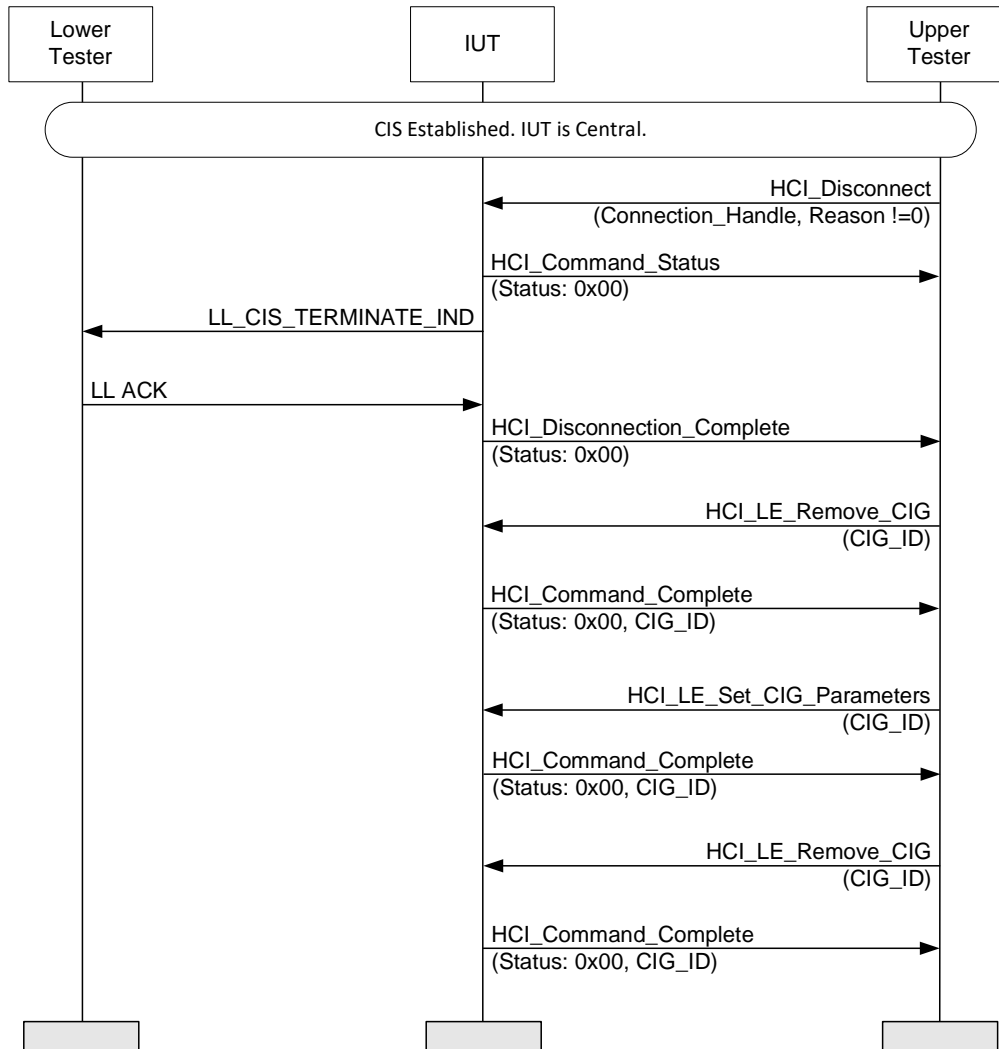 Lower
Tester
IUT
Upper
Tester
CIS Established. IUT is Central.
HCI_Disconnect
(Connection_Handle, Reason !=0)
HCI_Command_Status
(Status: 0x00)
LL_CIS_TERMINATE_IND
LL ACK
HCI_Disconnection_Complete
(Status: 0x00)
HCI_LE_Remove_CIG
(CIG_ID)
HCI_Command_Complete
(Status: 0x00, CIG_ID)
HCI_LE_Set_CIG_Parameters
(CIG_ID)
HCI_Command_Complete
(Status: 0x00, CIG_ID)
HCI_LE_Remove_CIG
(CIG_ID)
HCI_Command_Complete
(Status: 0x00, CIG_ID)